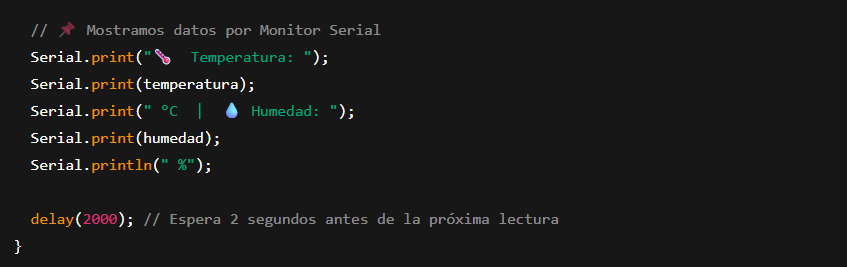 // 📌 Mostramos datos por Monitor Serial
Serial.print("🌡️  Temperatura: ");
Serial.print(temperatura);
Serial.print(" °C  |  💧 Humedad: ");
Serial.print(humedad);
Serial.println(" %");
delay(2000); // Espera 2 segundos antes de la próxima lectura
}